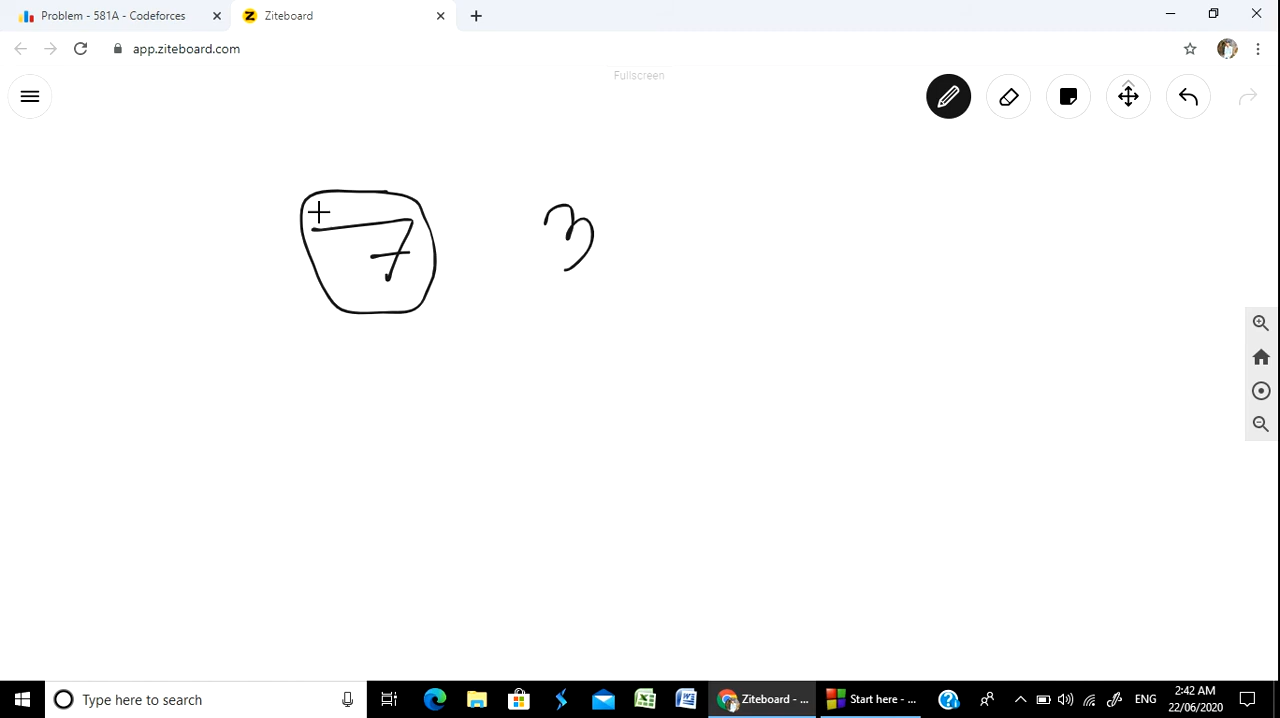 Problem - 581A - Codeforces
Ziteboard
app.ziteboard.com
Fullscreen
7 3
Type here to search
Ziteboard - ...
Start here - ...
ENG
2:42 AM
22/06/2020